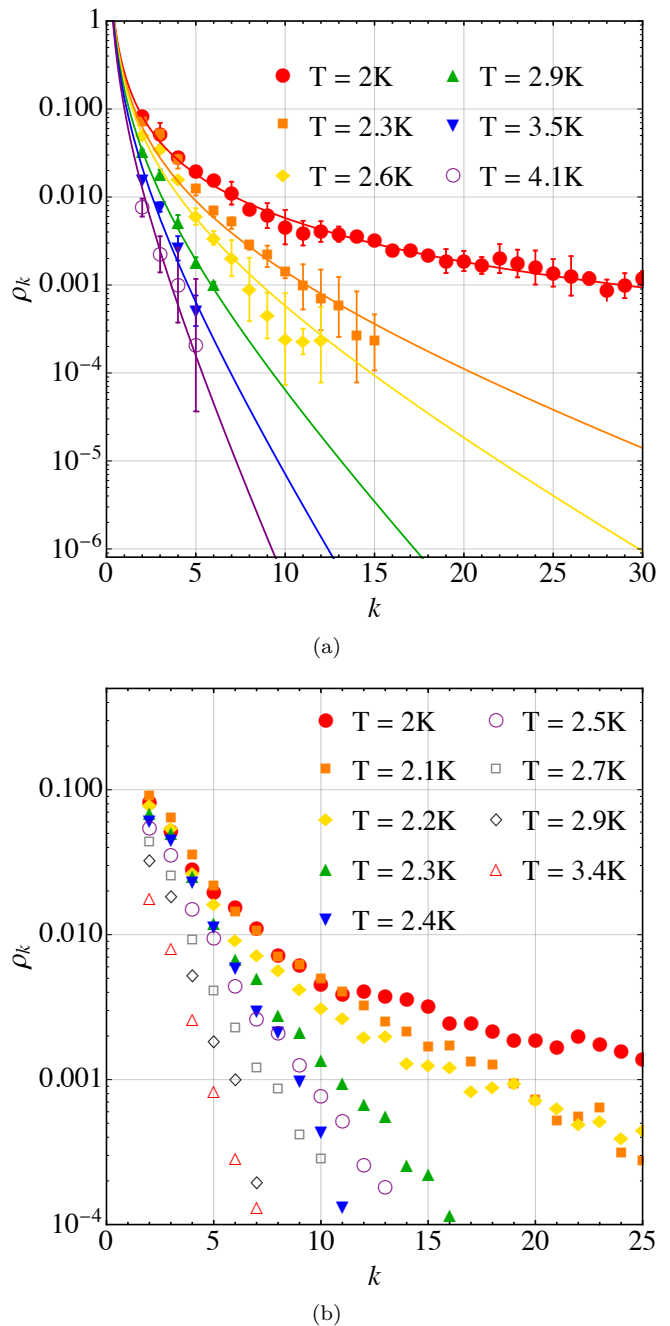 1
0.100
0.010
0.001
10⁻⁴
10⁻⁵
10⁻⁶
ρk
T = 2K
T = 2.3K
T = 2.6K
T = 2.9K
T = 3.5K
T = 4.1K
0 5 10 15 20 25 30
k
(a)
0.100
0.010
0.001
10⁻⁴
ρk
T = 2K
T = 2.1K
T = 2.2K
T = 2.3K
T = 2.4K
T = 2.5K
T = 2.7K
T = 2.9K
T = 3.4K
0 5 10 15 20 25
k
(b)